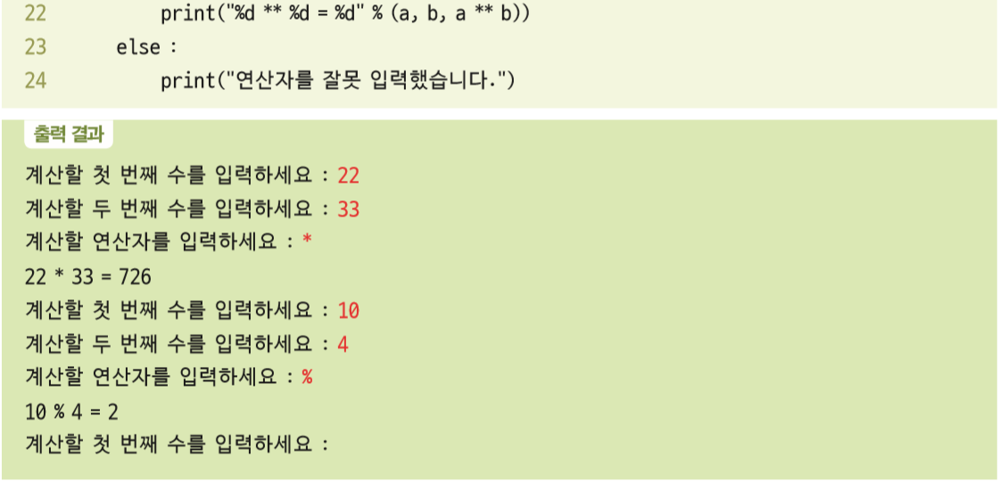 22 print("%d ** %d = %d" % (a, b, a ** b))
23 else :
24 print("연산자를 잘못 입력했습니다.")
출력 결과
계산할 첫 번째 수를 입력하세요 : 22
계산할 두 번째 수를 입력하세요 : 33
계산할 연산자를 입력하세요 : *
22 * 33 = 726
계산할 첫 번째 수를 입력하세요 : 10
계산할 두 번째 수를 입력하세요 : 4
계산할 연산자를 입력하세요 : %
10 % 4 = 2
계산할 첫 번째 수를 입력하세요 :